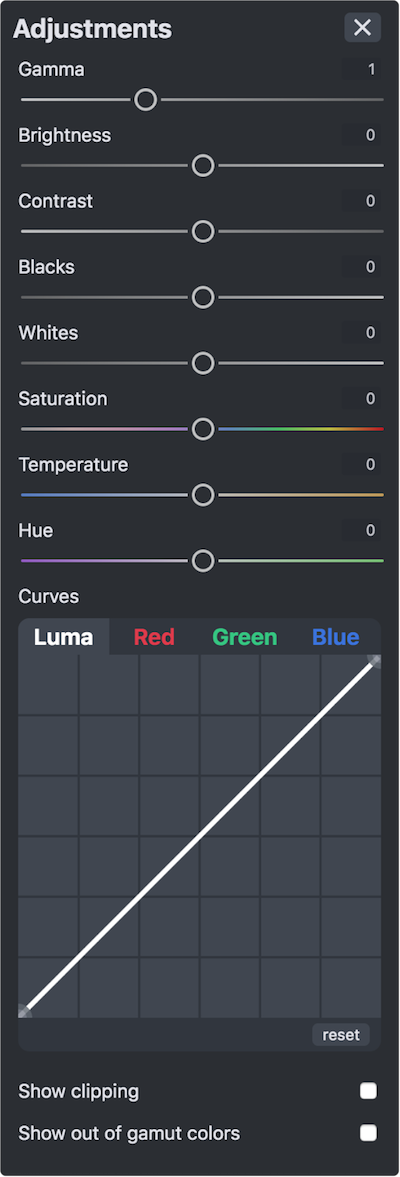 Adjustments
Gamma 1
Brightness 0
Contrast 0
Blacks 0
Whites 0
Saturation 0
Temperature 0
Hue 0
Curves
Luma Red Green Blue
reset
Show clipping
Show out of gamut colors